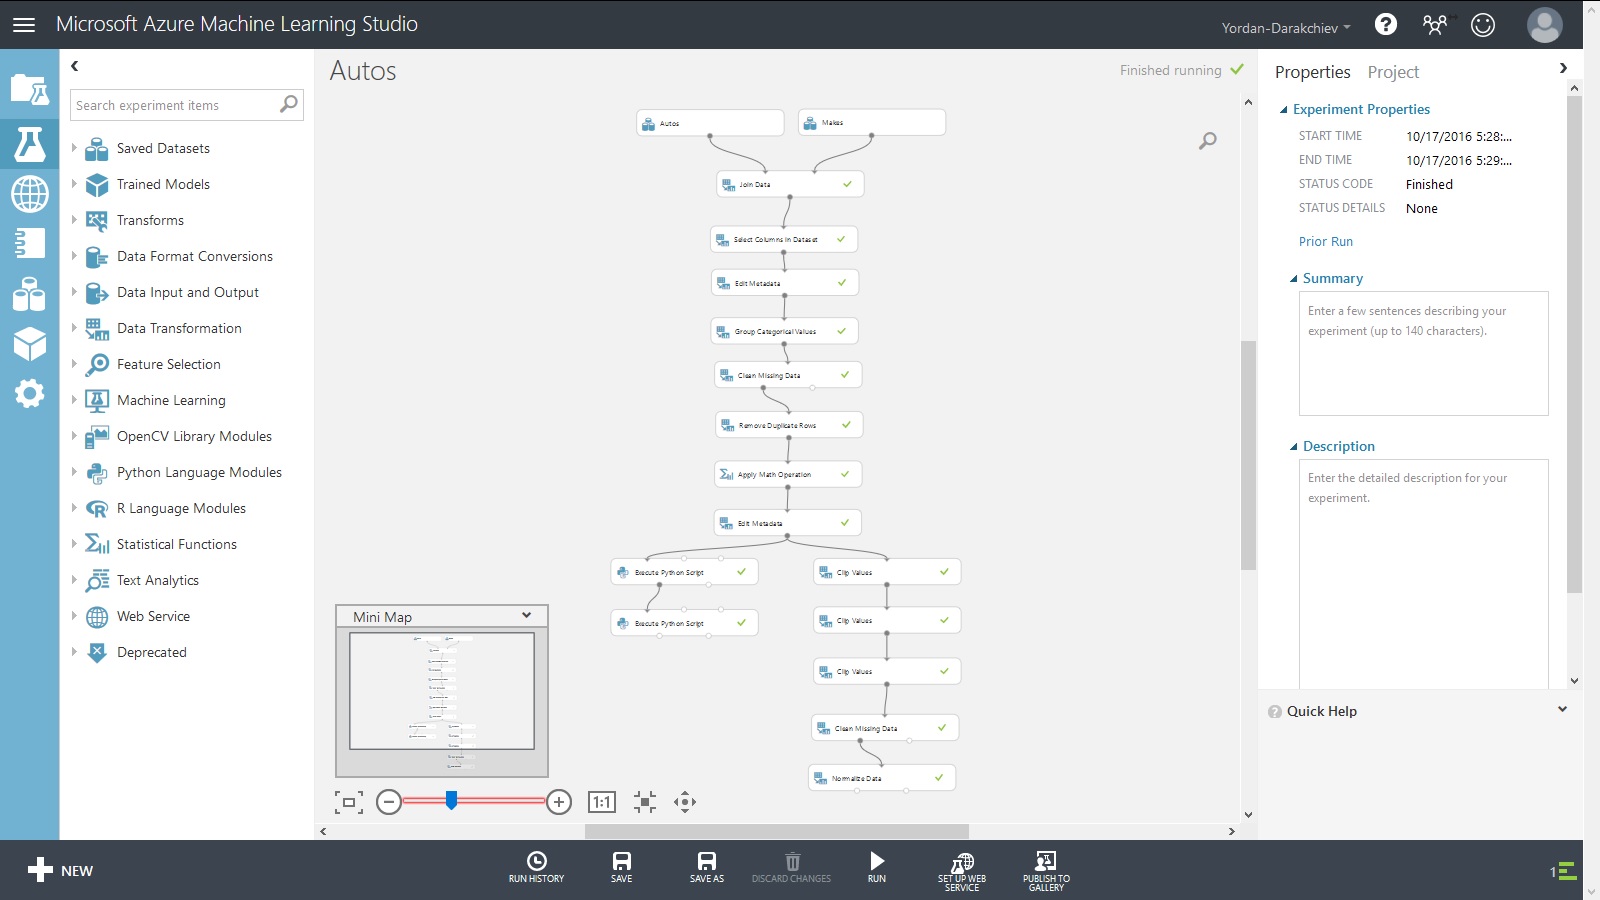 Microsoft Azure Machine Learning Studio
Yordan-Darakchiev
Search experiment items
Saved Datasets
Trained Models
Transforms
Data Format Conversions
Data Input and Output
Data Transformation
Feature Selection
Machine Learning
OpenCV Library Modules
Python Language Modules
R Language Modules
Statistical Functions
Text Analytics
Web Service
Deprecated
Autos
Finished running
Autos
Makes
Join Data
Select Columns in Dataset
Edit Metadata
Group Categorical Values
Clean Missing Data
Remove Duplicate Rows
Apply Math Operation
Edit Metadata
Execute Python Script
Clip Values
Execute Python Script
Clip Values
Clip Values
Clean Missing Data
Normalize Data
Mini Map
1:1
Properties
Project
Experiment Properties
START TIME 10/17/2016 5:28:...
END TIME 10/17/2016 5:29:...
STATUS CODE Finished
STATUS DETAILS None
Prior Run
Summary
Enter a few sentences describing your
experiment (up to 140 characters).
Description
Enter the detailed description for your
experiment.
Quick Help
NEW
RUN HISTORY
SAVE
SAVE AS
DISCARD CHANGES
RUN
SET UP WEB
SERVICE
PUBLISH TO
GALLERY
1